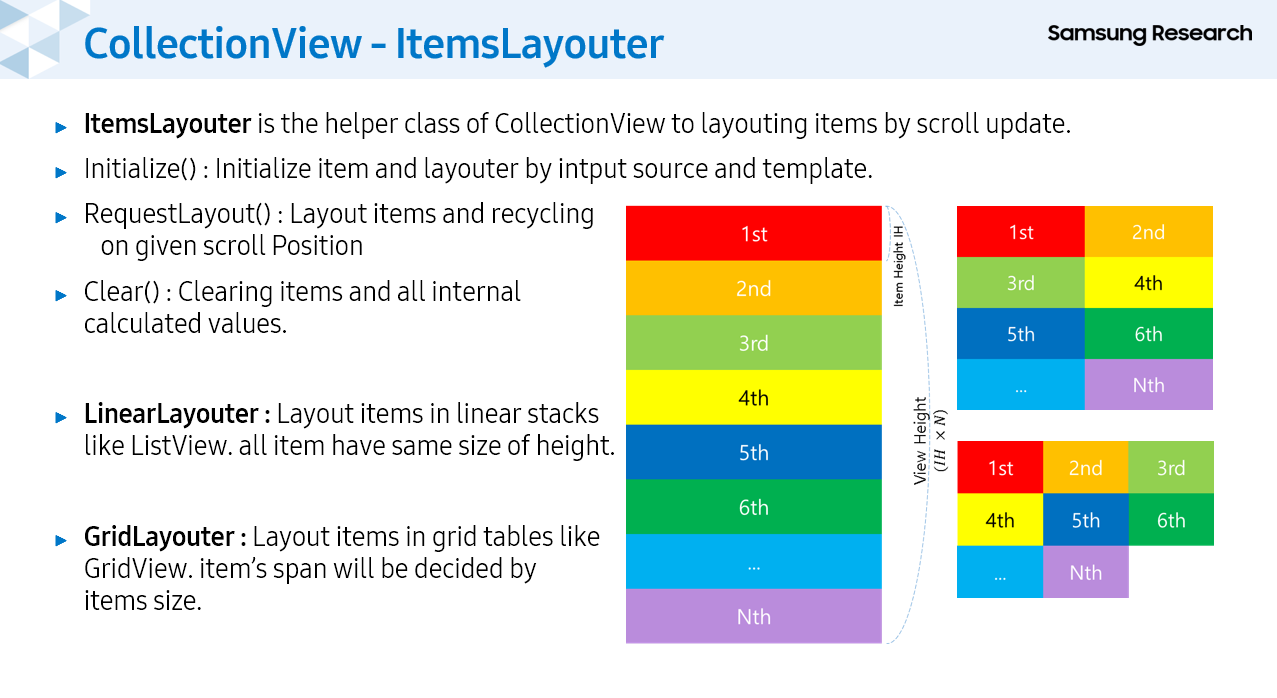 CollectionView - ItemsLayouter
Samsung Research
ItemsLayouter is the helper class of CollectionView to layouting items by scroll update.
Initialize() : Initialize item and layouter by intput source and template.
RequestLayout() : Layout items and recycling
on given scroll Position
Clear() : Clearing items and all internal
calculated values.
LinearLayouter : Layout items in linear stacks
like ListView. all item have same size of height.
GridLayouter : Layout items in grid tables like
GridView. item's span will be decided by
items size.
1st
2nd
3rd
4th
5th
6th
...
Nth
Item Height IH
View Height
(IH × N)
1st 2nd
3rd 4th
5th 6th
... Nth
1st 2nd 3rd
4th 5th 6th
... Nth